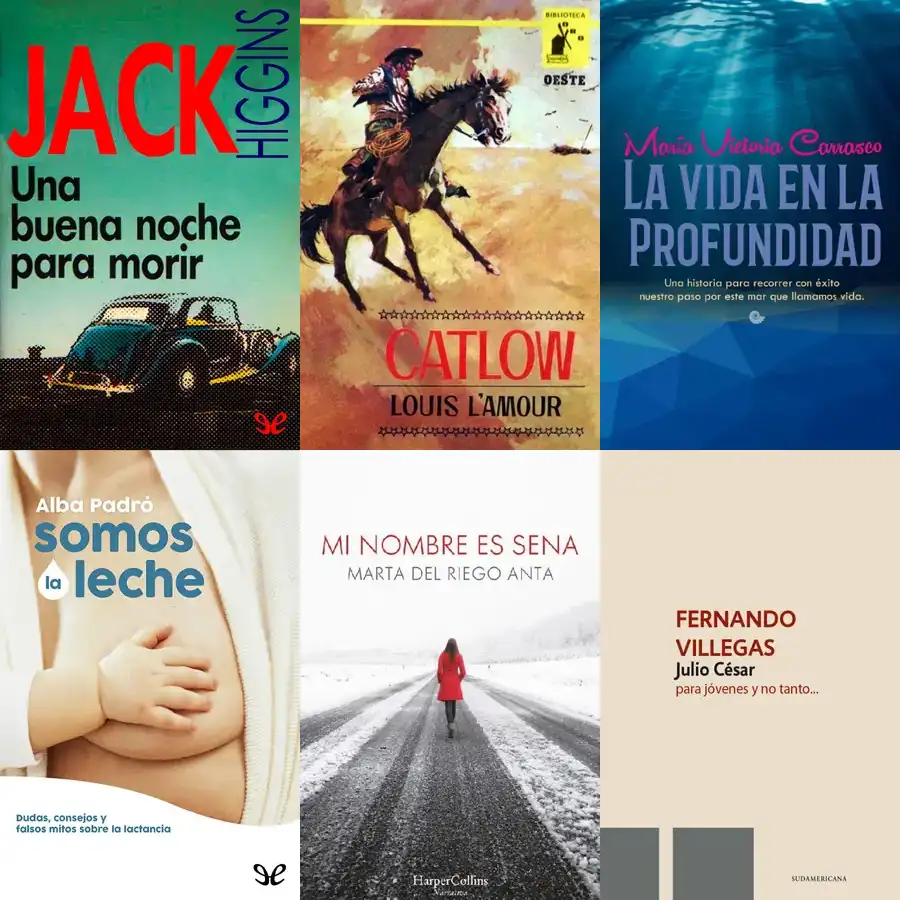 JACK
HIGGINS
Una
buena noche
para morir
BIBLIOTECA
ORO
OESTE
CATLOW
LOUIS L'AMOUR
María Victoria Carrasco
LA VIDA EN LA
PROFUNDIDAD
Una historia para recorrer con éxito
nuestro paso por este mar que llamamos vida.
Alba Padró
somos
la leche
Dudas, consejos y
falsos mitos sobre la lactancia
MI NOMBRE ES SENA
MARTA DEL RIEGO ANTA
HarperCollins
Narrativa
FERNANDO
VILLEGAS
Julio César
para jóvenes y no tanto...
SUDAMERICANA